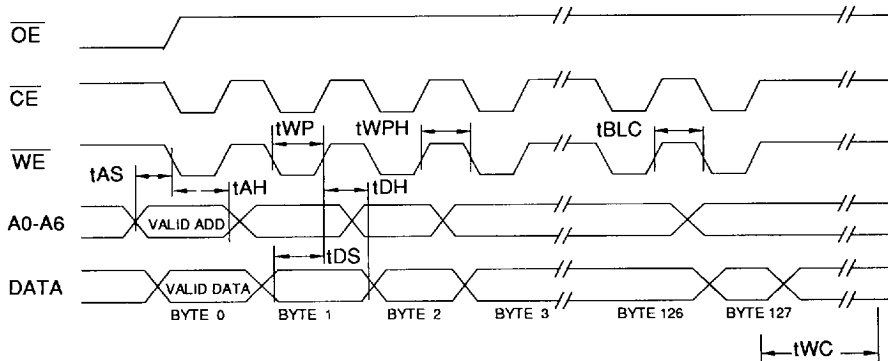 OE
CE
tWP tWPH tBLC
WE
tAS tAH tDH
A0-A6 VALID ADD
tDS
DATA VALID DATA
BYTE 0 BYTE 1 BYTE 2 BYTE 3 BYTE 126 BYTE 127
tWC